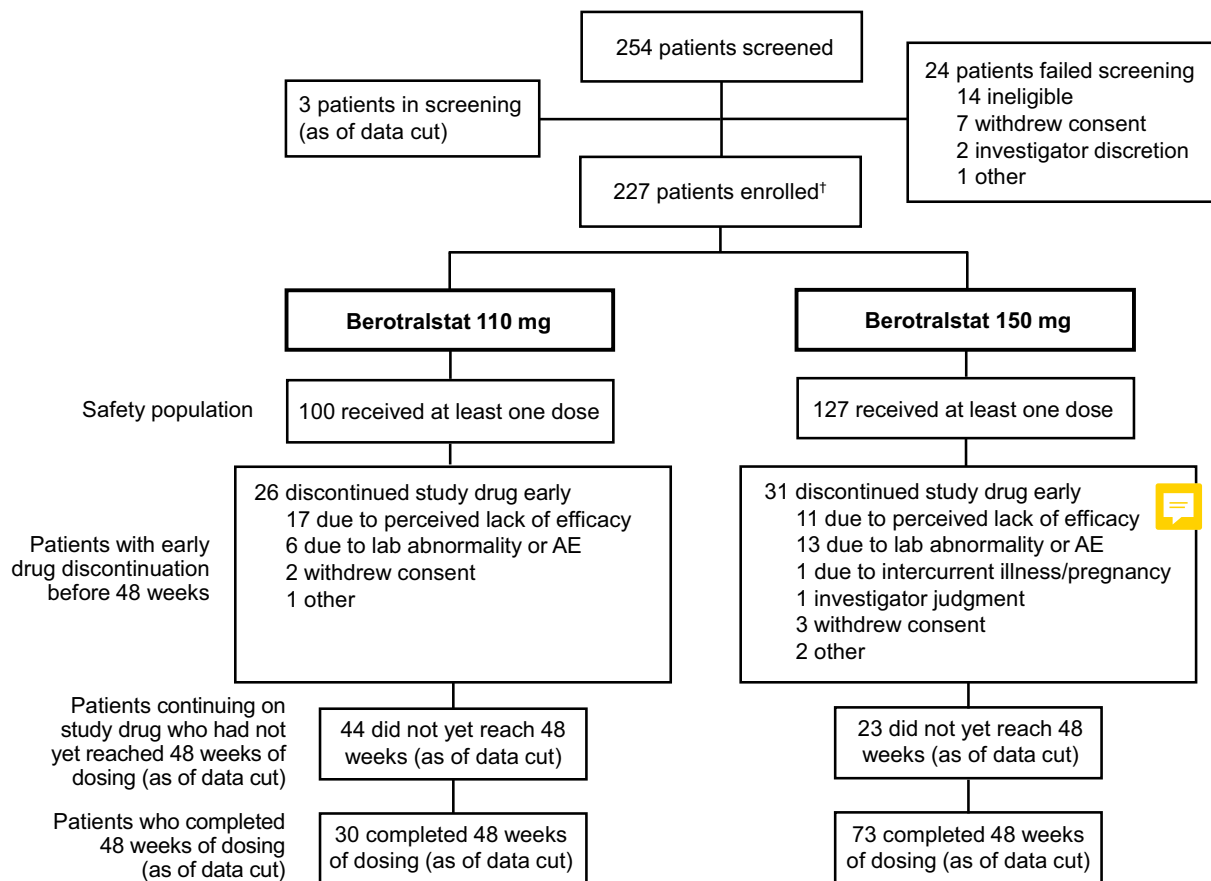 254 patients screened
3 patients in screening
(as of data cut)
24 patients failed screening
14 ineligible
7 withdrew consent
2 investigator discretion
1 other
227 patients enrolled†
Berotralstat 110 mg
Berotralstat 150 mg
Safety population
100 received at least one dose
127 received at least one dose
Patients with early
drug discontinuation
before 48 weeks
26 discontinued study drug early
17 due to perceived lack of efficacy
6 due to lab abnormality or AE
2 withdrew consent
1 other
31 discontinued study drug early
11 due to perceived lack of efficacy
13 due to lab abnormality or AE
1 due to intercurrent illness/pregnancy
1 investigator judgment
3 withdrew consent
2 other
Patients continuing on
study drug who had not
yet reached 48 weeks of
dosing (as of data cut)
44 did not yet reach 48
weeks (as of data cut)
23 did not yet reach 48
weeks (as of data cut)
Patients who completed
48 weeks of dosing
(as of data cut)
30 completed 48 weeks
of dosing (as of data cut)
73 completed 48 weeks
of dosing (as of data cut)